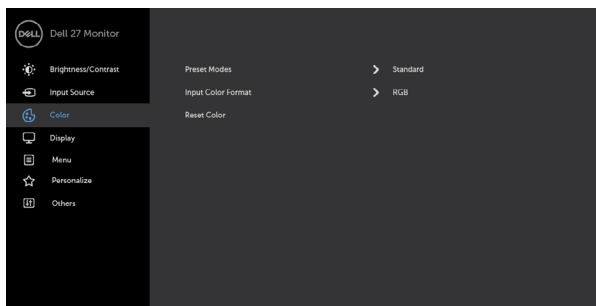 DELL Dell 27 Monitor
Brightness/Contrast Preset Modes Standard
Input Source Input Color Format RGB
Color Reset Color
Display
Menu
Personalize
Others